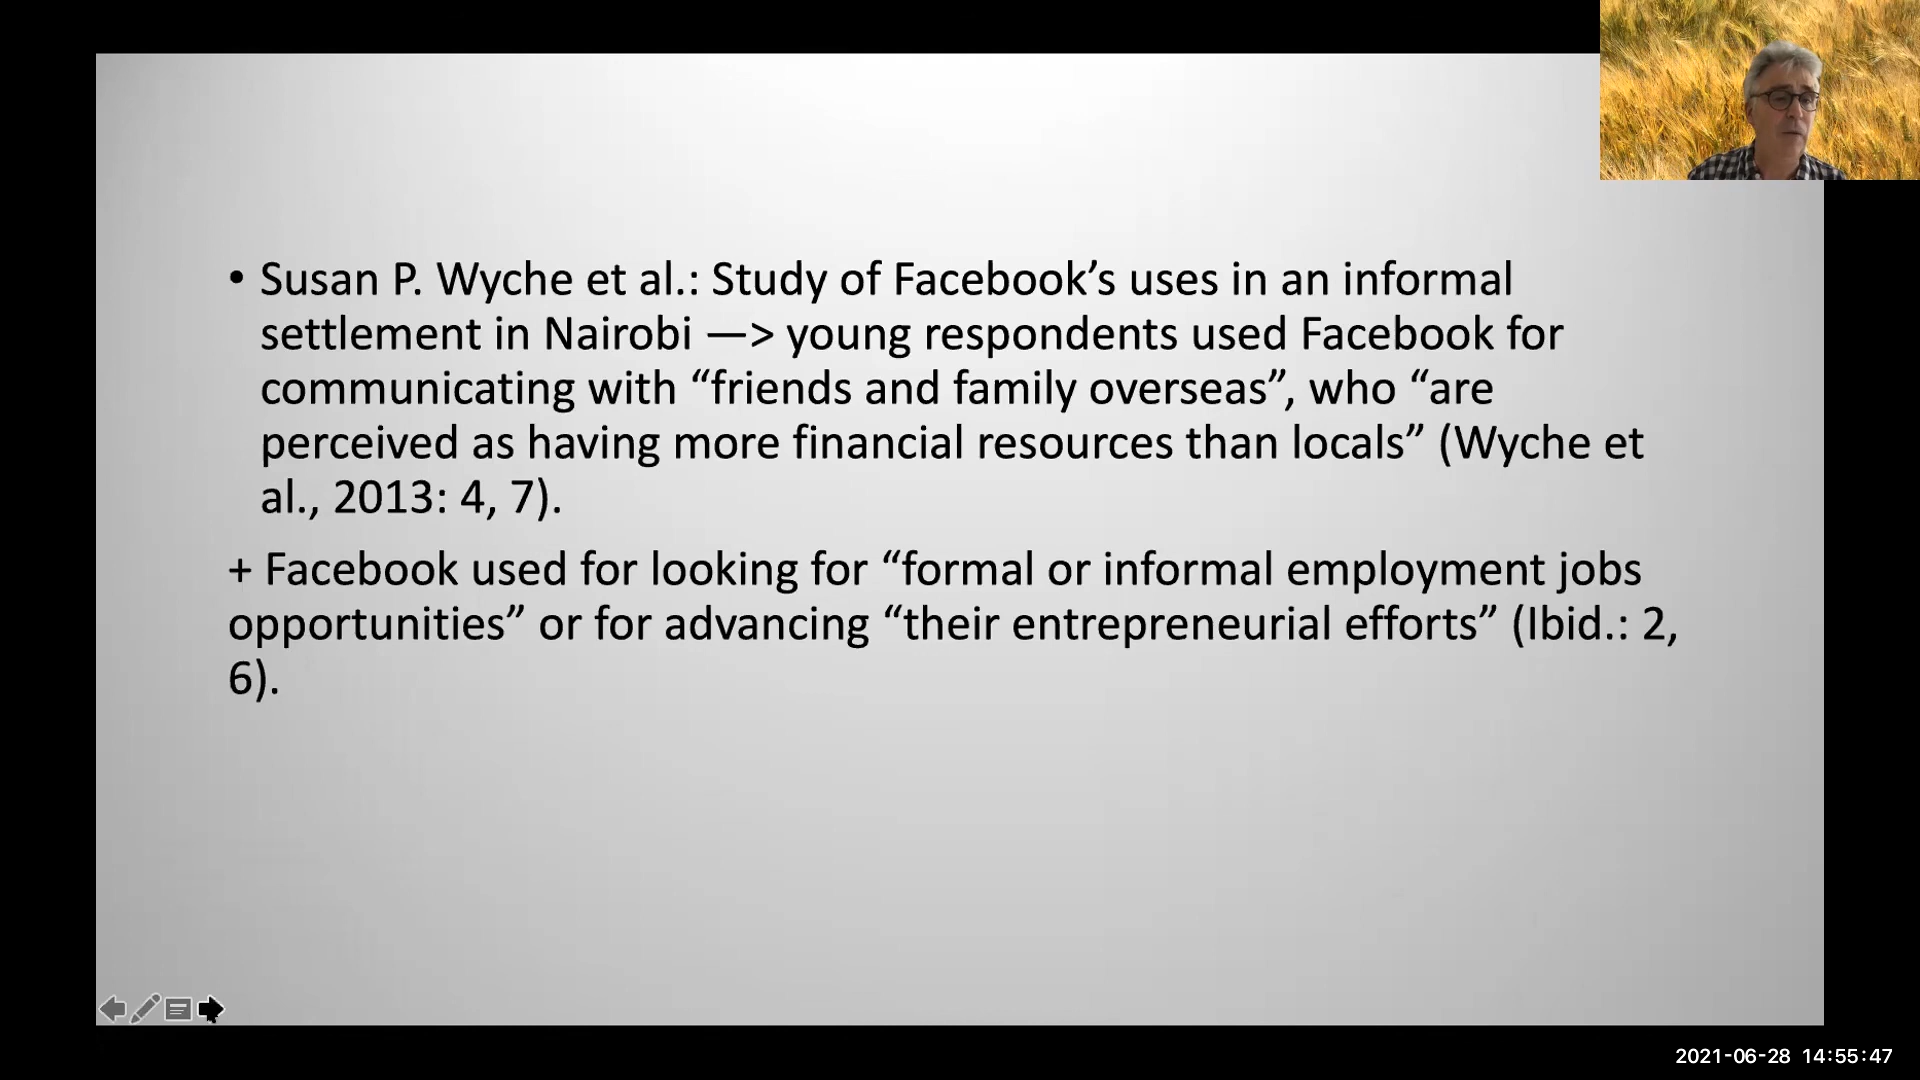 • Susan P. Wyche et al.: Study of Facebook’s uses in an informal
settlement in Nairobi —> young respondents used Facebook for
communicating with “friends and family overseas”, who “are
perceived as having more financial resources than locals” (Wyche et
al., 2013: 4, 7).
+ Facebook used for looking for “formal or informal employment jobs
opportunities” or for advancing “their entrepreneurial efforts” (Ibid.: 2,
6).
2021-06-28 14:55:47